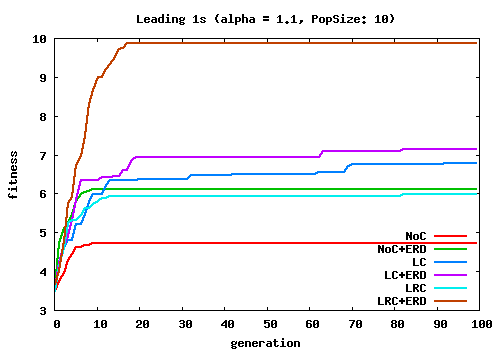 Leading 1s (alpha = 1.1, PopSize: 10)
10
9
8
7
6
5
4
3
fitness
NoC
NoC+ERD
LC
LC+ERD
LRC
LRC+ERD
0 10 20 30 40 50 60 70 80 90 100
generation